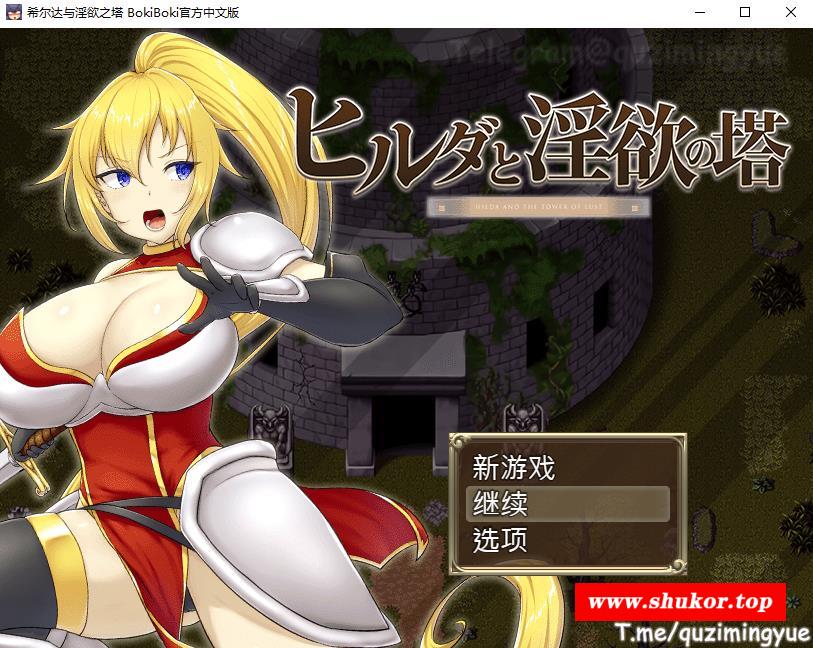 希尔达与淫欲之塔 BokiBoki官方中文版
Telegram@quzimingyue
ヒルダと淫欲の塔
HILDA AND THE TOWER OF LUST
新游戏
继续
选项
www.shukor.top
T.me/quzimingyue